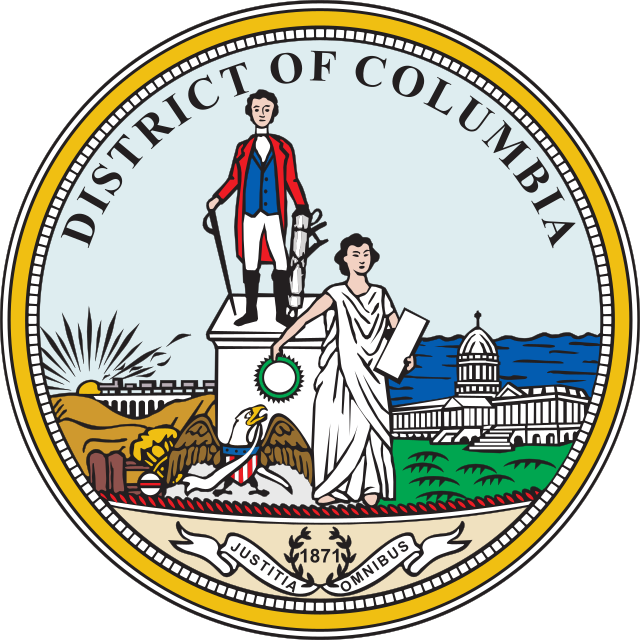 DISTRICT OF COLUMBIA
JUSTITIA
1871
OMNIBUS